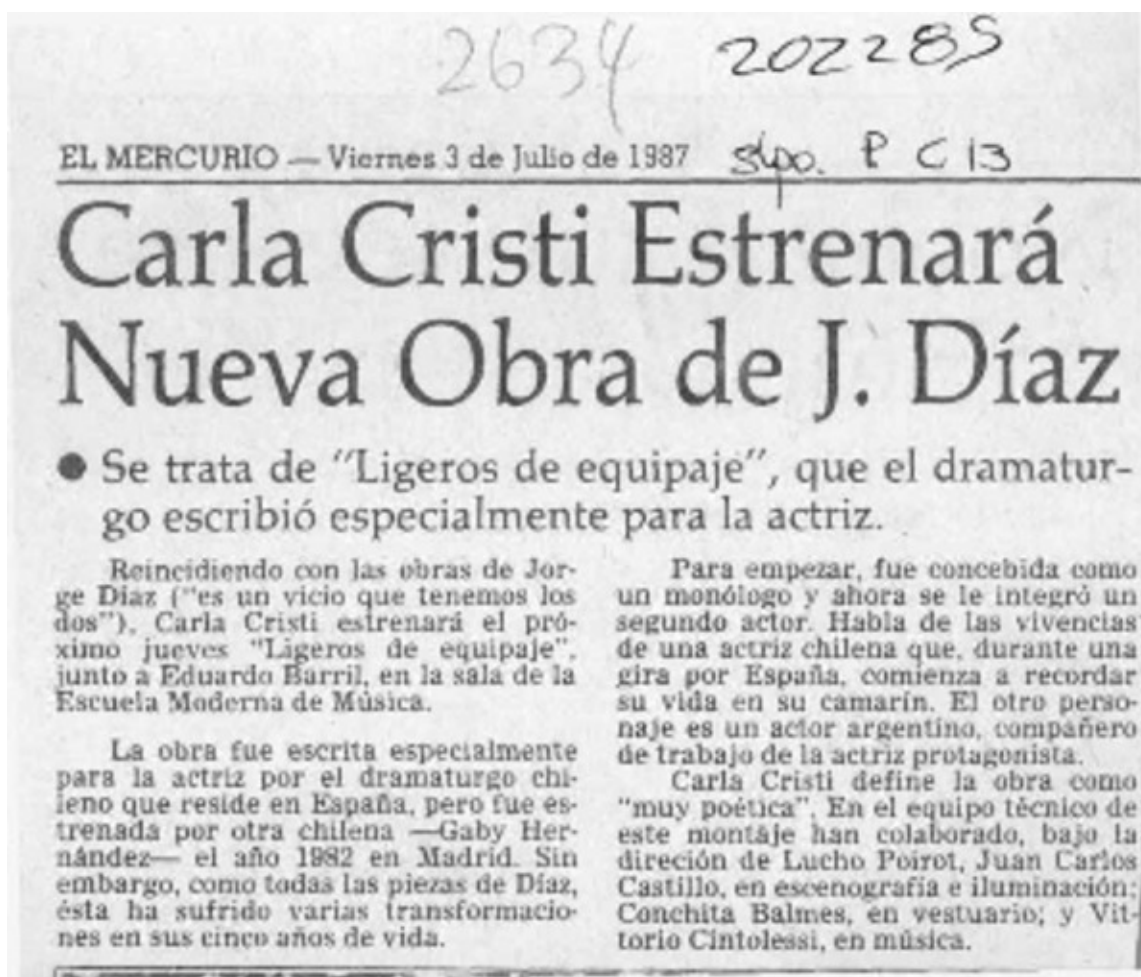 2634 202285
EL MERCURIO — Viernes 3 de Julio de 1987 Stgo. P C 13
Carla Cristi Estrenará
Nueva Obra de J. Díaz
● Se trata de "Ligeros de equipaje", que el dramatur-
go escribió especialmente para la actriz.
Reincidiendo con las obras de Jor-
ge Díaz ("es un vicio que tenemos los
dos"), Carla Cristi estrenará el pró-
ximo jueves "Ligeros de equipaje",
junto a Eduardo Barril, en la sala de la
Escuela Moderna de Música.
La obra fue escrita especialmente
para la actriz por el dramaturgo chi-
leno que reside en España, pero fue es-
trenada por otra chilena —Gaby Her-
nández— el año 1982 en Madrid. Sin
embargo, como todas las piezas de Díaz,
ésta ha sufrido varias transformacio-
nes en sus cinco años de vida.
Para empezar, fue concebida como
un monólogo y ahora se le integró un
segundo actor. Habla de las vivencias
de una actriz chilena que, durante una
gira por España, comienza a recordar
su vida en su camarín. El otro perso-
naje es un actor argentino, compañero
de trabajo de la actriz protagonista.
Carla Cristi define la obra como
"muy poética". En el equipo técnico de
este montaje han colaborado, bajo la
direción de Lucho Poirot, Juan Carlos
Castillo, en escenografía e iluminación;
Conchita Balmes, en vestuario; y Vit-
torio Cintolessi, en música.